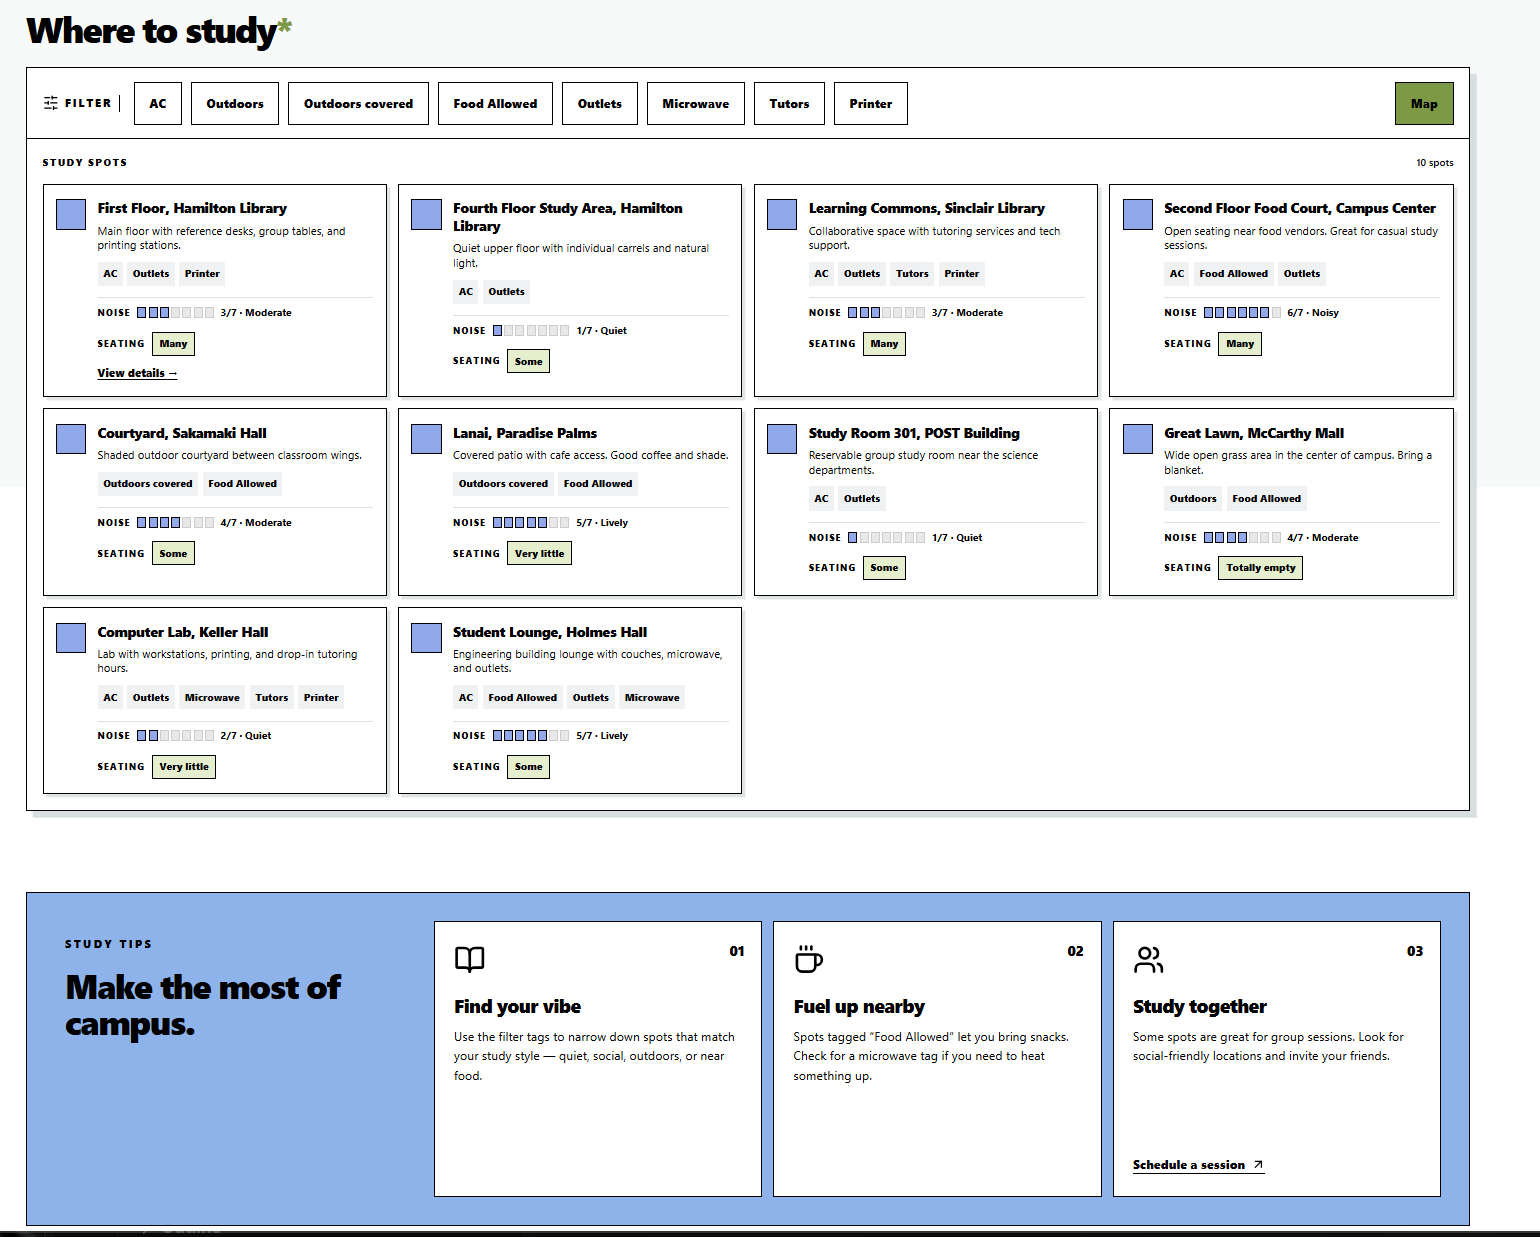 Where to study*
FILTER
AC
Outdoors
Outdoors covered
Food Allowed
Outlets
Microwave
Tutors
Printer
Map
STUDY SPOTS
10 spots
First Floor, Hamilton Library
Main floor with reference desks, group tables, and
printing stations.
AC Outlets Printer
NOISE 3/7 · Moderate
SEATING Many
View details →
Fourth Floor Study Area, Hamilton
Library
Quiet upper floor with individual carrels and natural
light.
AC Outlets
NOISE 1/7 · Quiet
SEATING Some
Learning Commons, Sinclair Library
Collaborative space with tutoring services and tech
support.
AC Outlets Tutors Printer
NOISE 3/7 · Moderate
SEATING Many
Second Floor Food Court, Campus Center
Open seating near food vendors. Great for casual study
sessions.
AC Food Allowed Outlets
NOISE 6/7 · Noisy
SEATING Many
Courtyard, Sakamaki Hall
Shaded outdoor courtyard between classroom wings.
Outdoors covered Food Allowed
NOISE 4/7 · Moderate
SEATING Some
Lanai, Paradise Palms
Covered patio with cafe access. Good coffee and shade.
Outdoors covered Food Allowed
NOISE 5/7 · Lively
SEATING Very little
Study Room 301, POST Building
Reservable group study room near the science
departments.
AC Outlets
NOISE 1/7 · Quiet
SEATING Some
Great Lawn, McCarthy Mall
Wide open grass area in the center of campus. Bring a
blanket.
Outdoors Food Allowed
NOISE 4/7 · Moderate
SEATING Totally empty
Computer Lab, Keller Hall
Lab with workstations, printing, and drop-in tutoring
hours.
AC Outlets Microwave Tutors Printer
NOISE 2/7 · Quiet
SEATING Very little
Student Lounge, Holmes Hall
Engineering building lounge with couches, microwave,
and outlets.
AC Food Allowed Outlets Microwave
NOISE 5/7 · Lively
SEATING Some
STUDY TIPS
Make the most of
campus.
01
Find your vibe
Use the filter tags to narrow down spots that match
your study style — quiet, social, outdoors, or near
food.
02
Fuel up nearby
Spots tagged “Food Allowed” let you bring snacks.
Check for a microwave tag if you need to heat
something up.
03
Study together
Some spots are great for group sessions. Look for
social-friendly locations and invite your friends.
Schedule a session